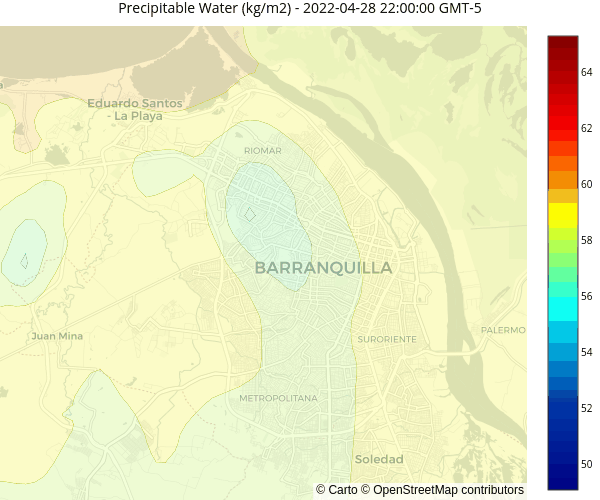 Precipitable Water (kg/m2) - 2022-04-28 22:00:00 GMT-5
a
Eduardo Santos
- La Playa
RIOMAR
BARRANQUILLA
Juan Mina
SURORIENTE
PALERMO
METROPOLITANA
Soledad
© Carto © OpenStreetMap contributors
64
62
60
58
56
54
52
50